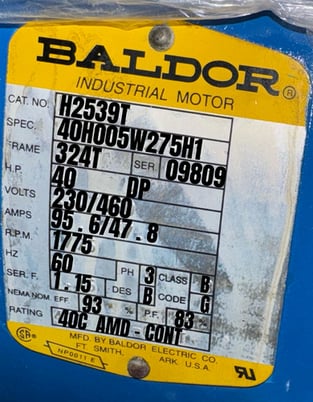 BALDOR ®
INDUSTRIAL MOTOR
CAT. NO. H2539T
SPEC. 40H005W275H1
FRAME 324T SER. 09809
H.P. 40 DP
VOLTS 230/460
AMPS 95.6/47.8
R.P.M. 1775
HZ 60 PH 3 CLASS B
SER. F. 1.15 DES B CODE G
NEMA NOM. EFF 93 % P.F. 83 %
RATING 40C AMD-CONT
MFD. BY BALDOR ELECTRIC CO.
FT. SMITH, ARK U.S.A.
NP0011 E